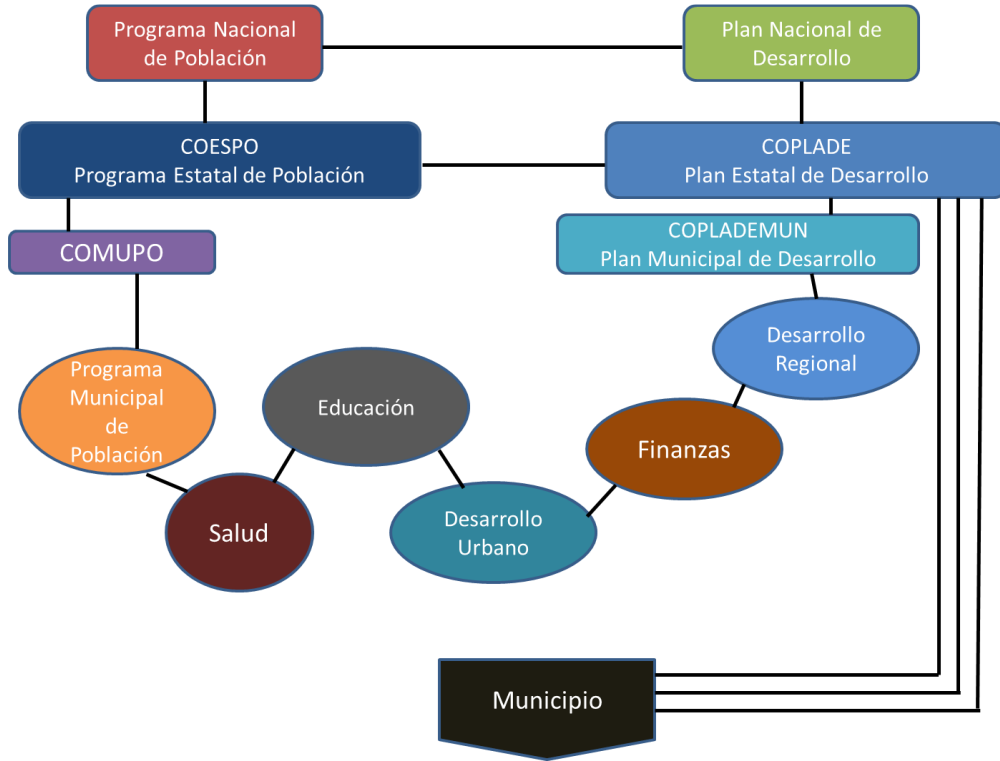 Programa Nacional
de Población
Plan Nacional de
Desarrollo
COESPO
Programa Estatal de Población
COPLADE
Plan Estatal de Desarrollo
COMUPO
COPLADEMUN
Plan Municipal de Desarrollo
Desarrollo
Regional
Programa
Municipal
de
Población
Educación
Finanzas
Salud
Desarrollo
Urbano
Municipio